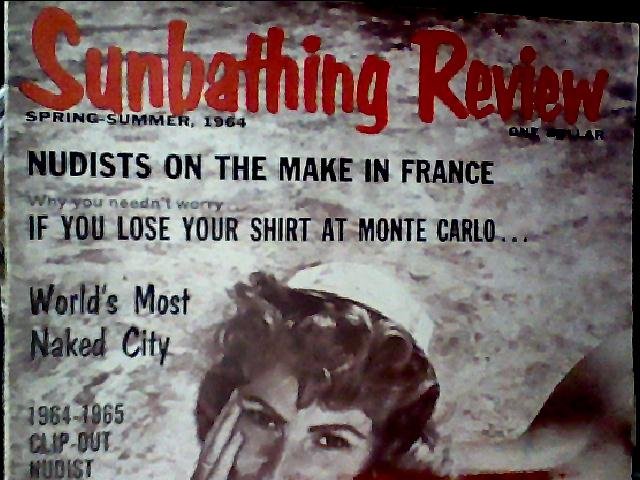 Sunbathing Review
SPRING-SUMMER, 1964
ONE DOLLAR
NUDISTS ON THE MAKE IN FRANCE
Why you needn't worry
IF YOU LOSE YOUR SHIRT AT MONTE CARLO...
World's Most
Naked City
1964-1965
CLIP-OUT
NUDIST